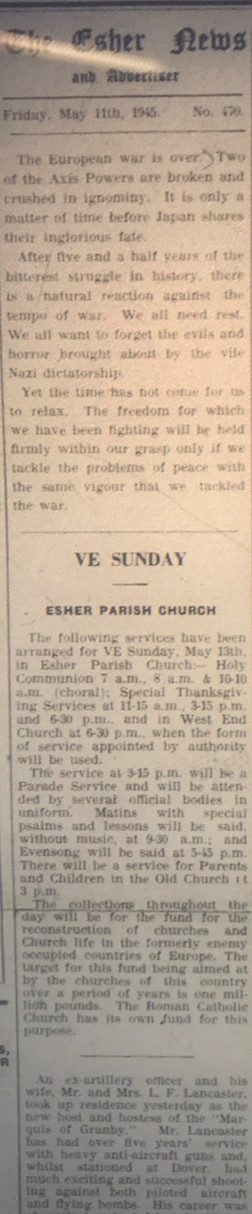 The Esher News
and Advertiser
Friday, May 11th, 1945. No. 470.
The European war is over. Two
of the Axis Powers are broken and
crushed in ignominy. It is only a
matter of time before Japan shares
their inglorious fate.
After five and a half years of the
bitterest struggle in history, there
is a natural reaction against the
tempo of war. We all need rest.
We all want to forget the evils and
horror brought about by the vile
Nazi dictatorship.
Yet the time has not come for us
to relax. The freedom for which
we have been fighting will be held
firmly within our grasp only if we
tackle the problems of peace with
the same vigour that we tackled
the war.
VE SUNDAY
ESHER PARISH CHURCH
The following services have been
arranged for VE Sunday, May 13th,
in Esher Parish Church:— Holy
Communion 7 a.m., 8 a.m. & 10-10
a.m. (choral); Special Thanksgiv-
ing Services at 11-15 a.m., 3-15 p.m.
and 6-30 p.m., and in West End
Church at 6-30 p.m., when the form
of service appointed by authority
will be used.
The service at 3-15 p.m. will be a
Parade Service and will be atten-
ded by several official bodies in
uniform. Matins with special
psalms and lessons will be said,
without music, at 9-30 a.m.; and
Evensong will be said at 5-45 p.m.
There will be a service for Parents
and Children in the Old Church at
3 p.m.
The collections throughout the
day will be for the fund for the
reconstruction of churches and
Church life in the formerly enemy
occupied countries of Europe. The
target for this fund being aimed at
by the churches of this country
over a period of years is one mil-
lion pounds. The Roman Catholic
Church has its own fund for this
purpose.
An ex-artillery officer and his
wife, Mr. and Mrs. L. F. Lancaster,
took up residence yesterday as the
new host and hostess of the "Mar-
quis of Granby." Mr. Lancaster
has had over five years' service
with heavy anti-aircraft guns and,
whilst stationed at Dover, had
much exciting and successful shoot-
ing against both piloted aircraft
and flying bombs. His career was